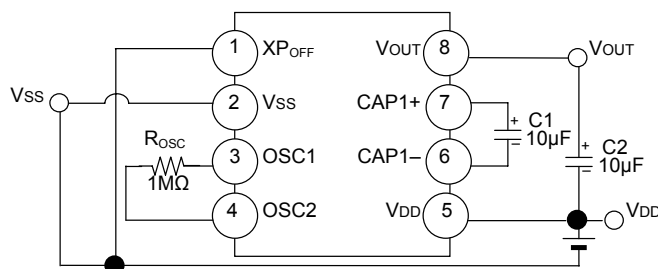 1 XPOFF
VOUT 8
VOUT
VSS
2 VSS
CAP1+ 7
+
C1
10µF
–
ROSC
1MΩ
3 OSC1
CAP1– 6
+
C2
10µF
–
4 OSC2
VDD 5
VDD